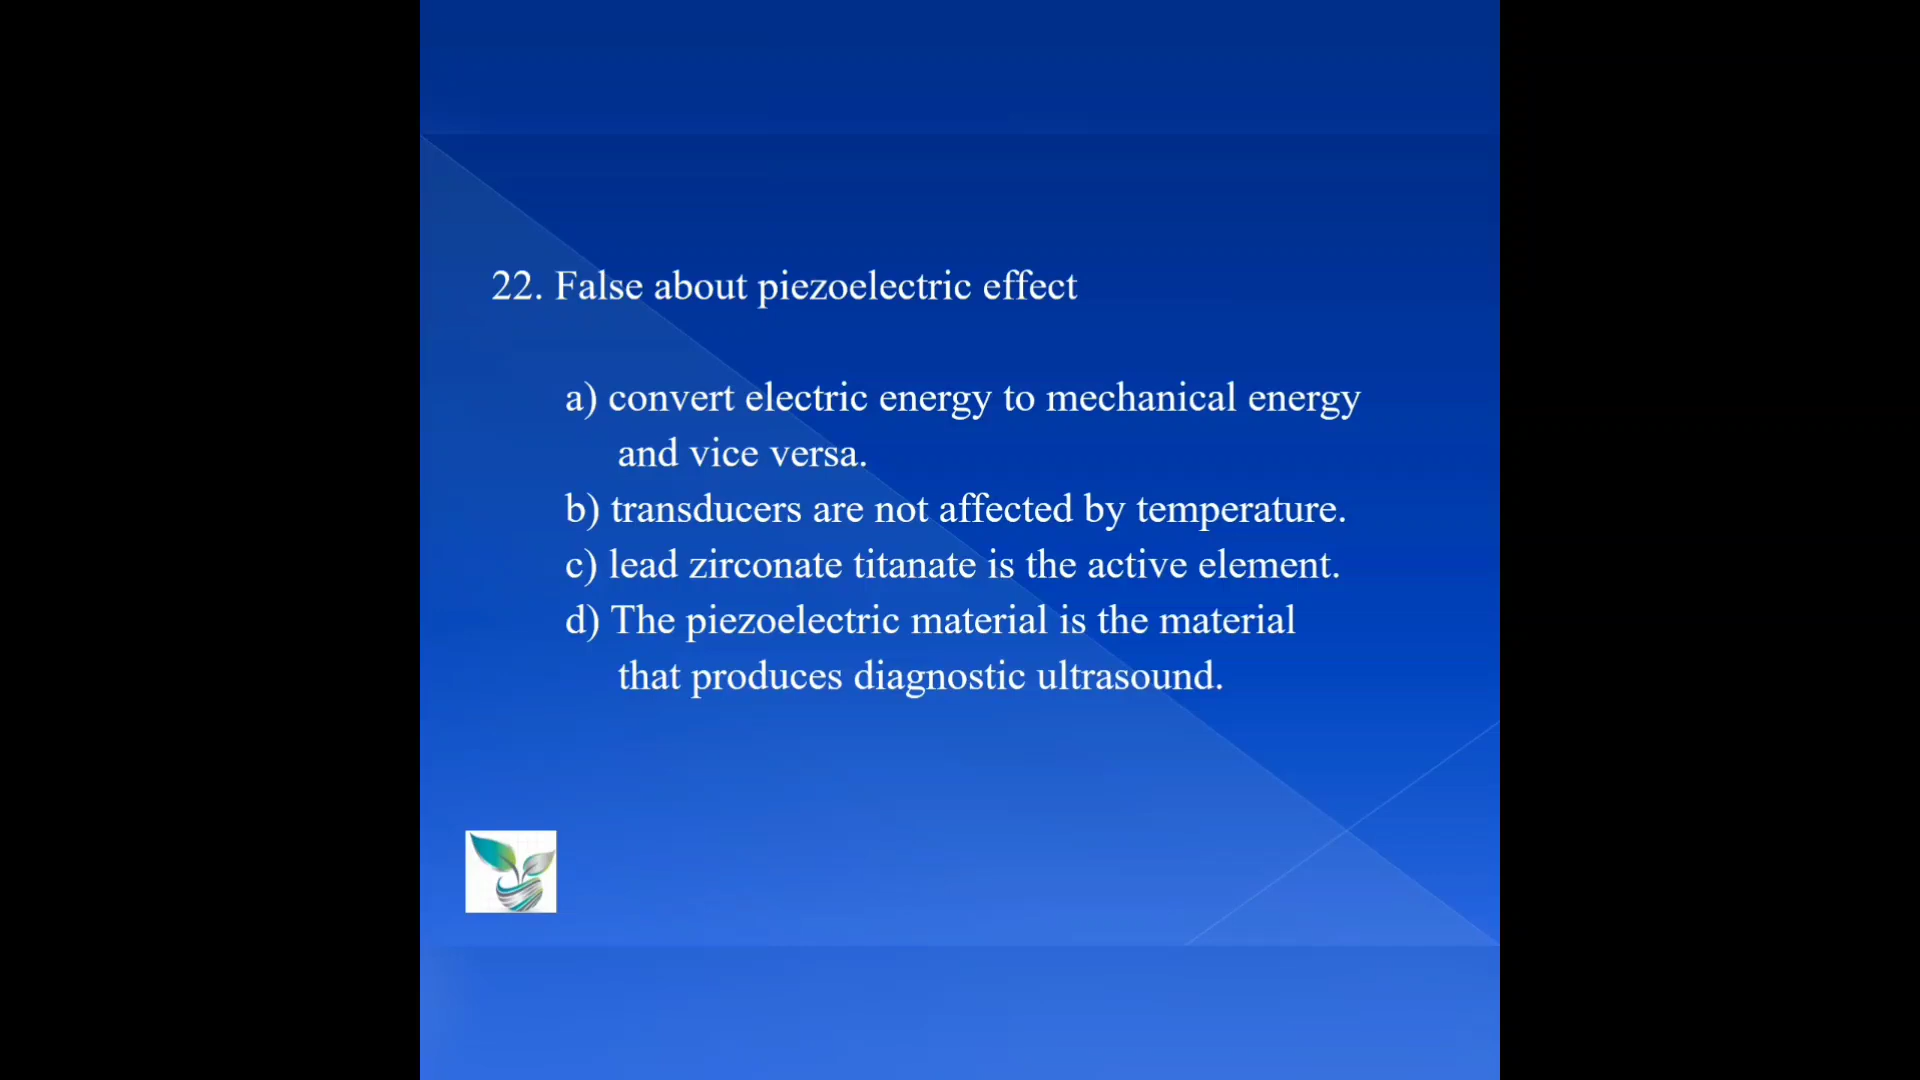 22. False about piezoelectric effect
a) convert electric energy to mechanical energy
and vice versa.
b) transducers are not affected by temperature.
c) lead zirconate titanate is the active element.
d) The piezoelectric material is the material
that produces diagnostic ultrasound.